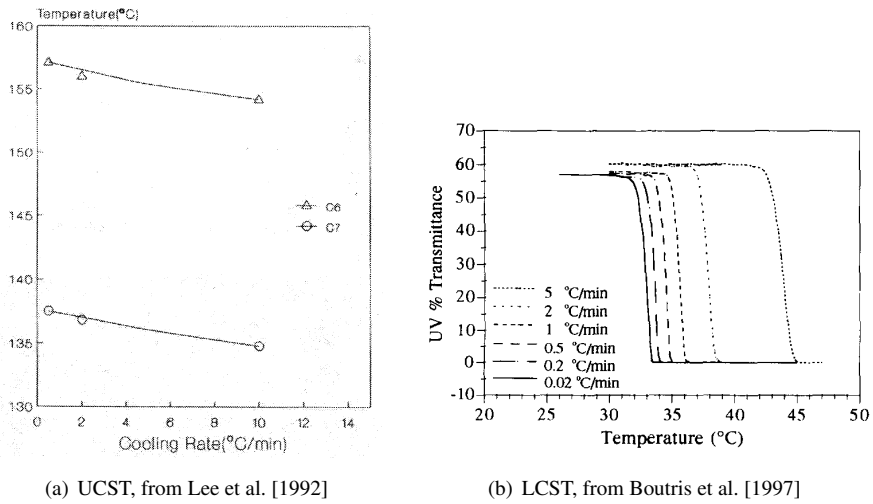 Temperature(°C)
160
155
150
145
140
135
130
C6
C7
0 2 4 6 8 10 12 14
Cooling Rate(°C/min)
(a) UCST, from Lee et al. [1992]
70
60
50
40
30
20
10
0
-10
UV % Transmittance
5 °C/min
2 °C/min
1 °C/min
0.5 °C/min
0.2 °C/min
0.02 °C/min
20 25 30 35 40 45 50
Temperature (°C)
(b) LCST, from Boutris et al. [1997]